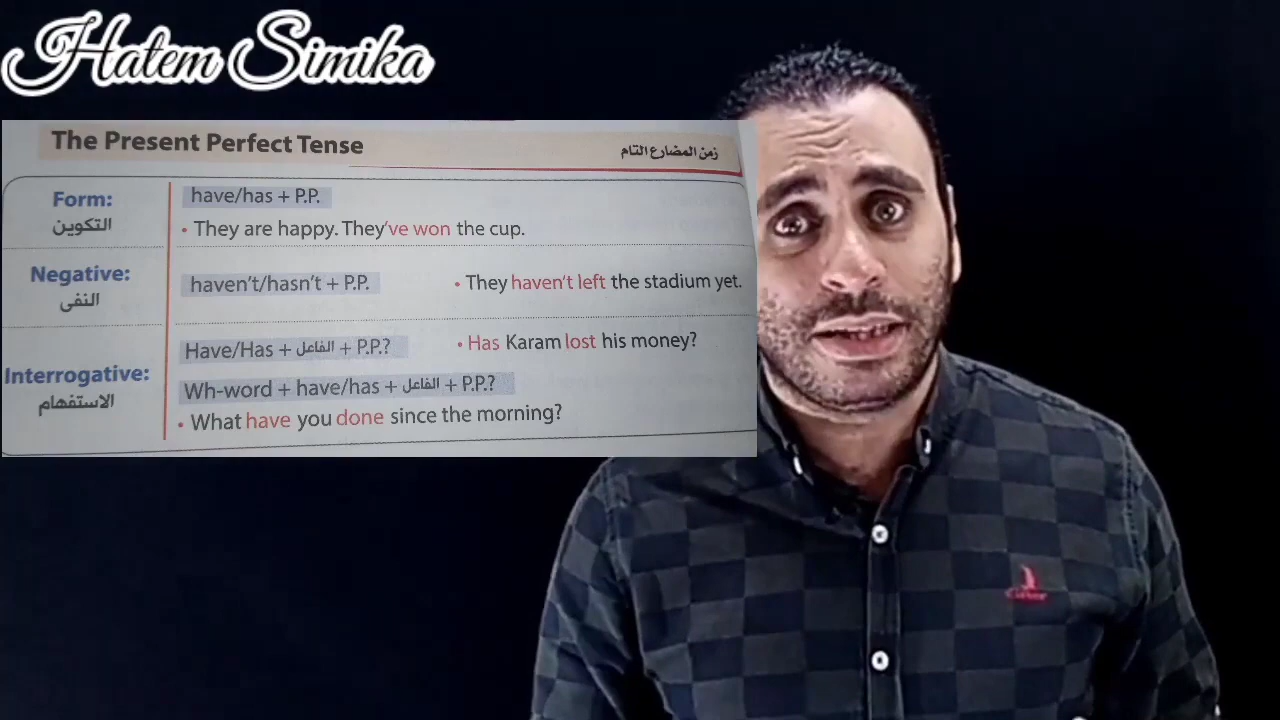 Hatem Simika
The Present Perfect Tense
زمن المضارع التام
Form:
التكوين
have/has + P.P.
• They are happy. They've won the cup.
Negative:
النفى
haven't/hasn't + P.P.
• They haven't left the stadium yet.
Interrogative:
الاستفهام
Have/Has + الفاعل + P.P.?
• Has Karam lost his money?
Wh-word + have/has + الفاعل + P.P.?
• What have you done since the morning?